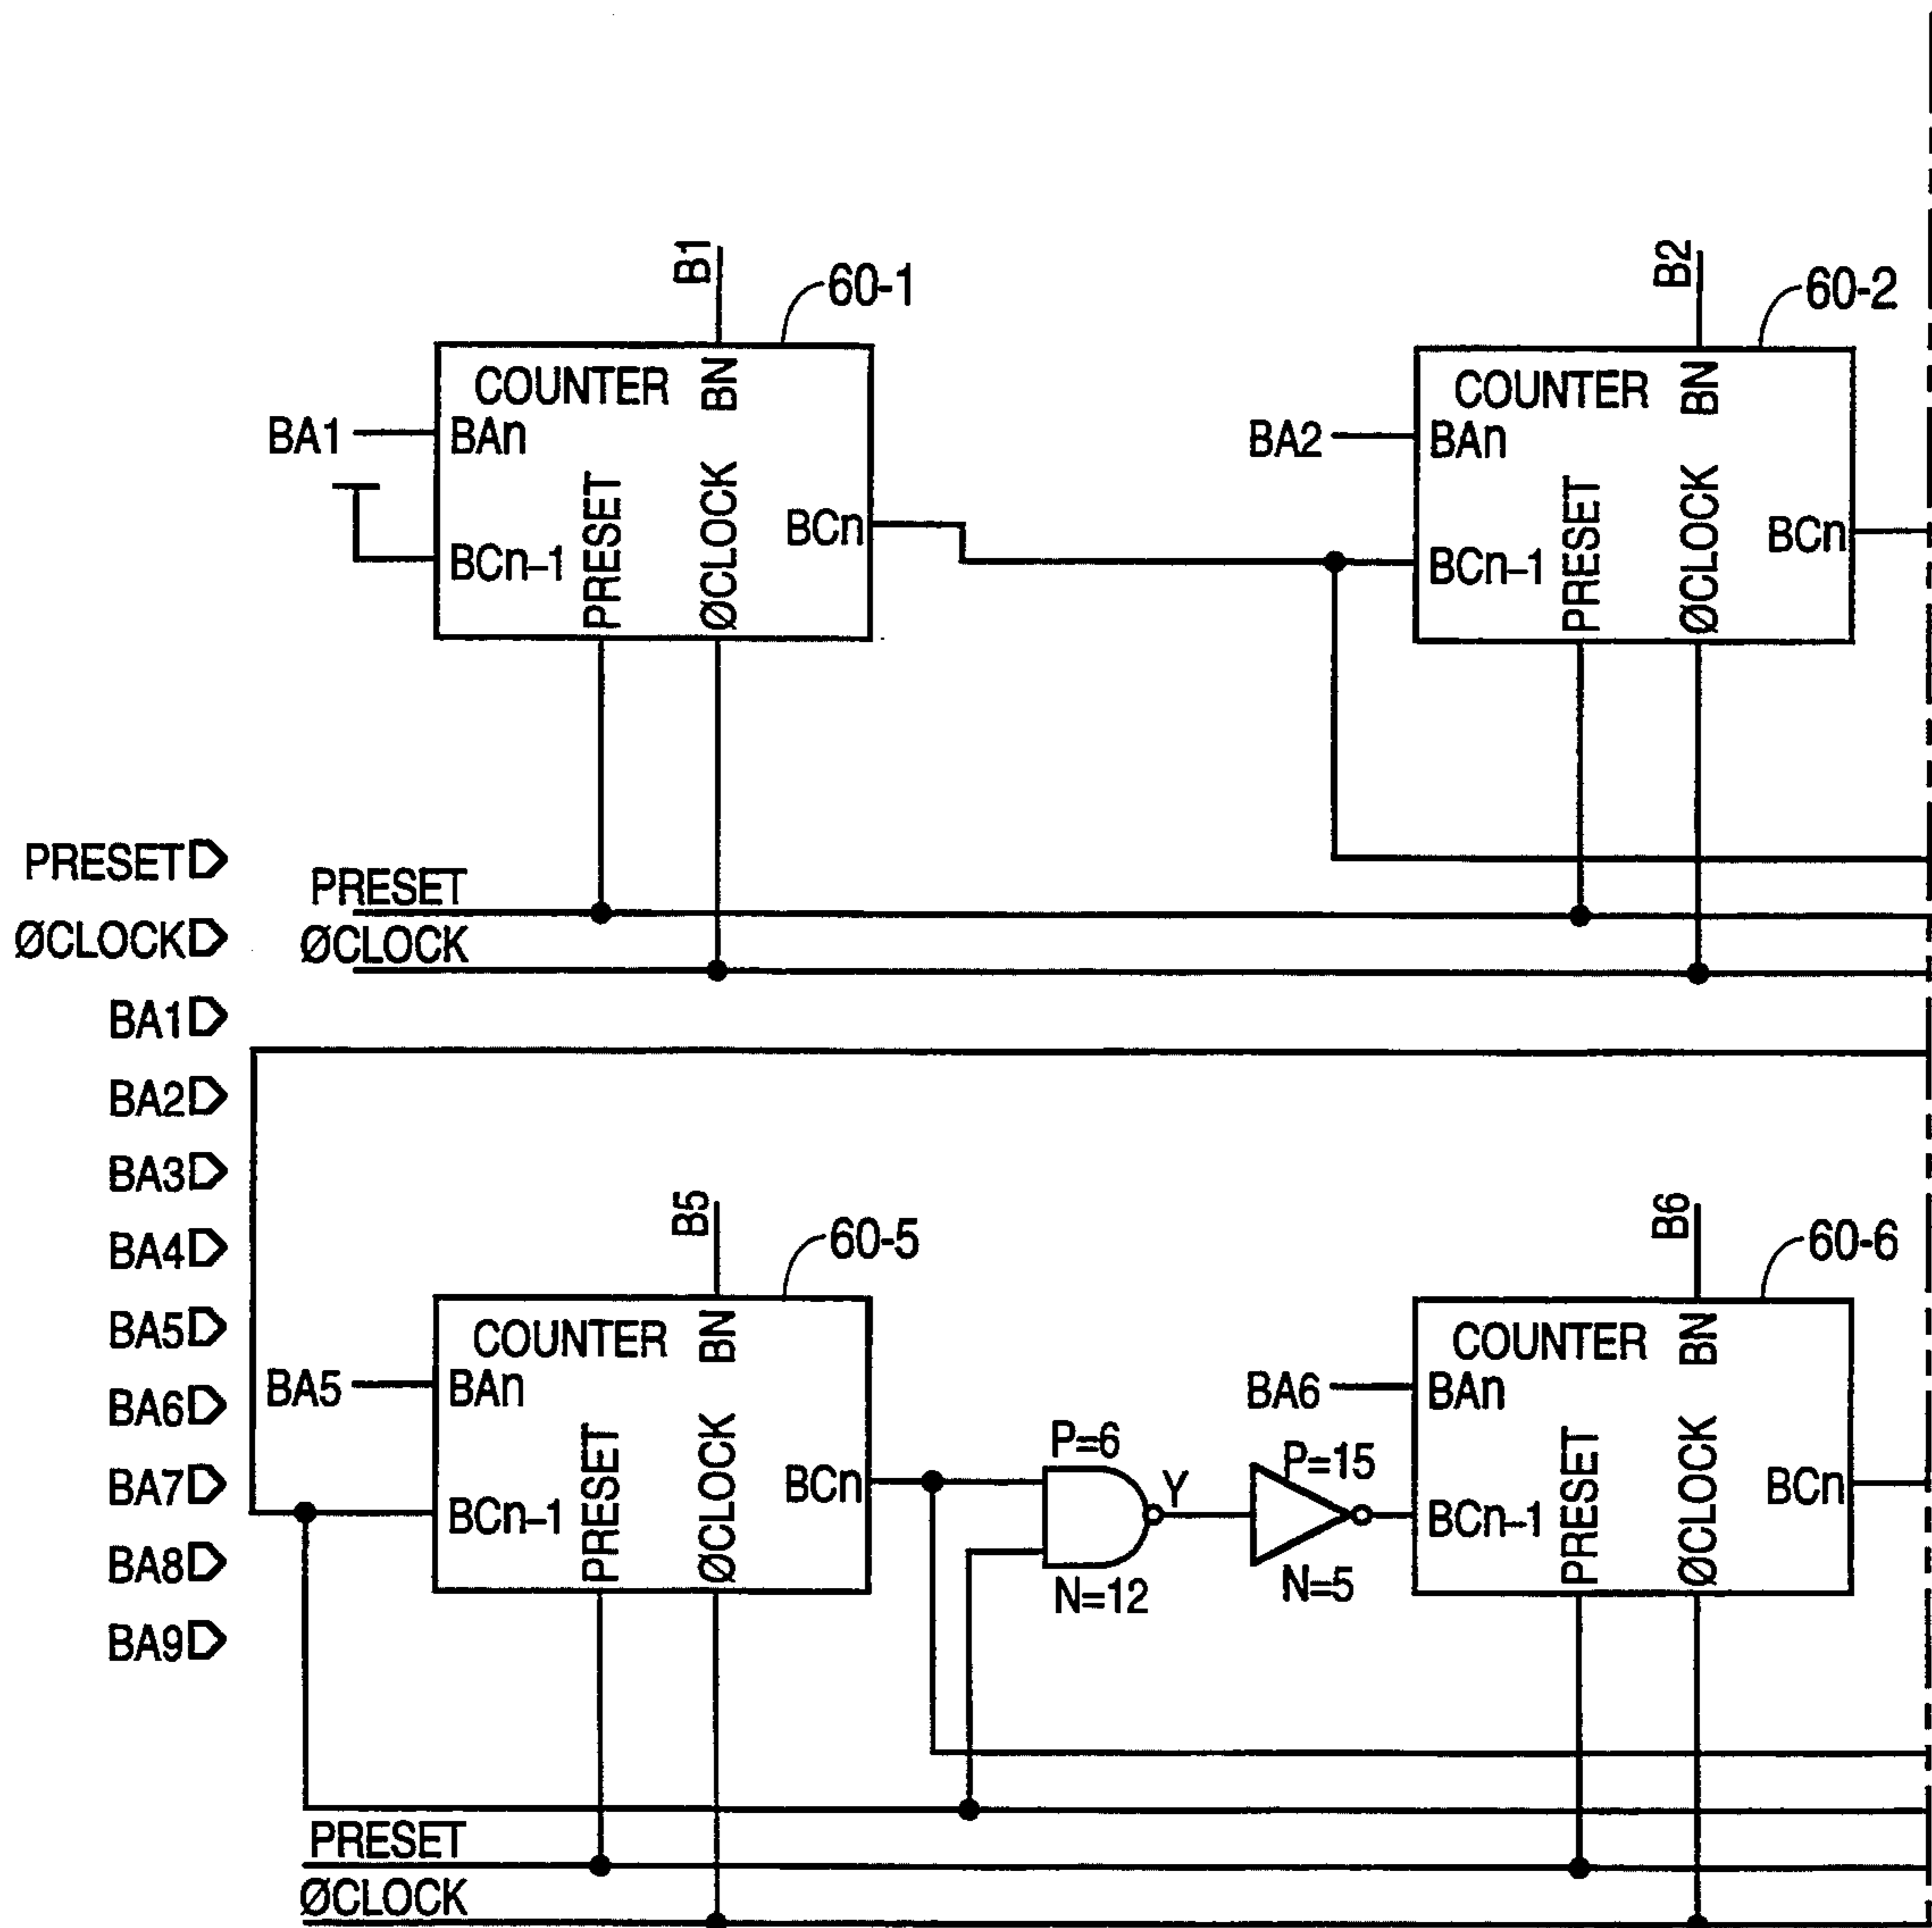 B1
60-1
COUNTER
BN
BA1
BAn
BCn-1
PRESET
ØCLOCK
BCn
B2
60-2
COUNTER
BN
BA2
BAn
BCn-1
PRESET
ØCLOCK
BCn
PRESET
ØCLOCK
BA1
BA2
BA3
BA4
BA5
BA6
BA7
BA8
BA9
PRESET
ØCLOCK
B5
60-5
COUNTER
BN
BA5
BAn
BCn-1
PRESET
ØCLOCK
BCn
P=6
Y
N=12
P=15
N=5
B6
60-6
COUNTER
BN
BA6
BAn
BCn-1
PRESET
ØCLOCK
BCn
PRESET
ØCLOCK